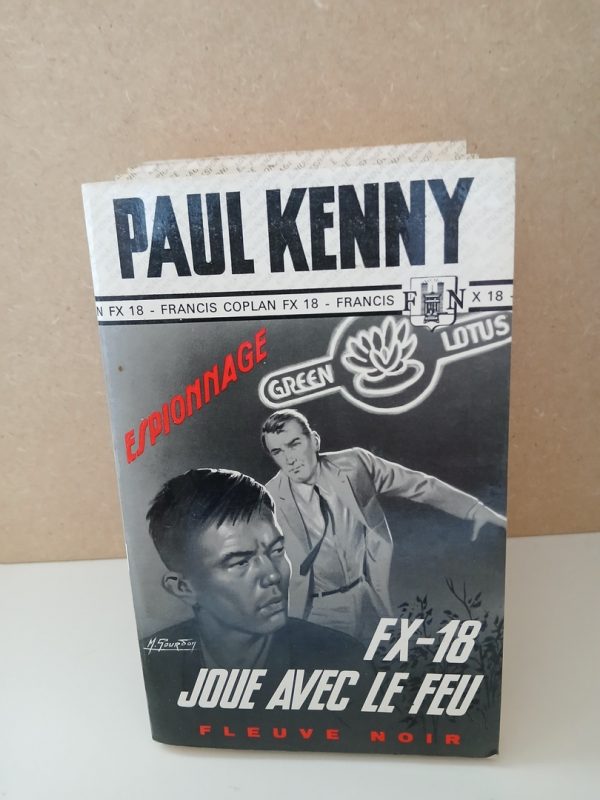 PAUL KENNY
N FX 18 - FRANCIS COPLAN FX 18 - FRANCIS F N X 18 -
ESPIONNAGE
GREEN LOTUS
M. Gourdon
FX-18
JOUE AVEC LE FEU
FLEUVE NOIR